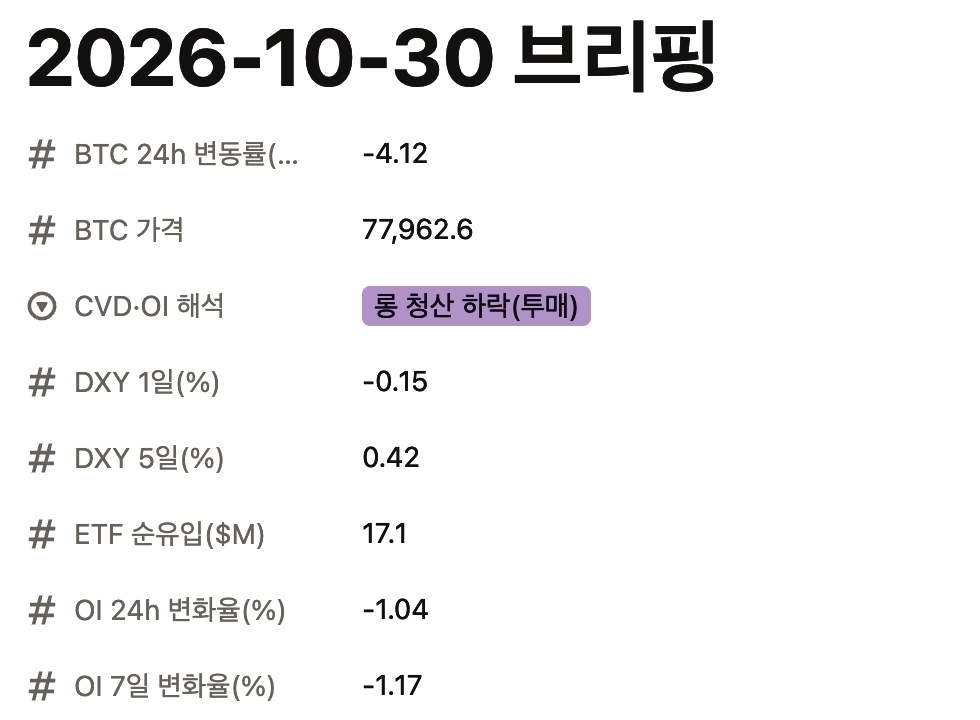 2026-10-30 브리핑
BTC 24h 변동률(... -4.12
BTC 가격 77,962.6
CVD·OI 해석 롱 청산 하락(투매)
DXY 1일(%) -0.15
DXY 5일(%) 0.42
ETF 순유입($M) 17.1
OI 24h 변화율(%) -1.04
OI 7일 변화율(%) -1.17